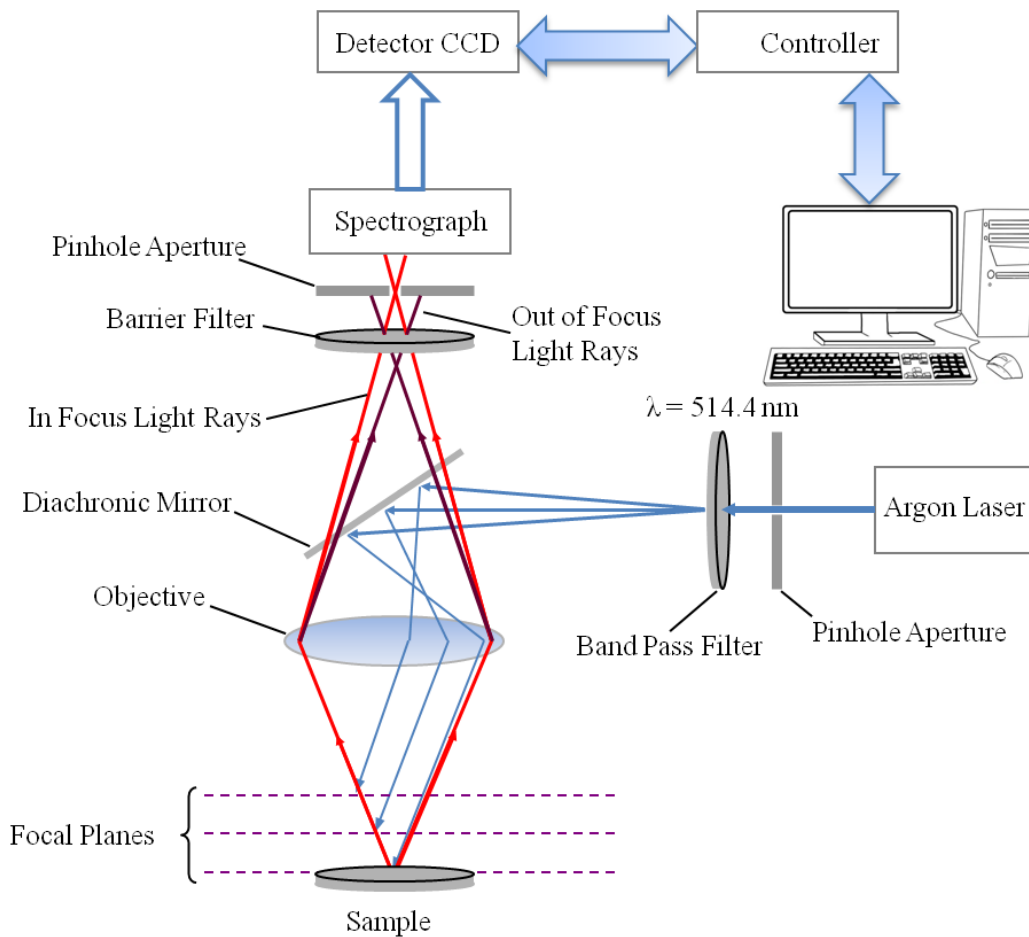 Detector CCD
Controller
Spectrograph
Pinhole Aperture
Barrier Filter
Out of Focus
Light Rays
In Focus Light Rays
λ = 514.4 nm
Diachronic Mirror
Argon Laser
Objective
Band Pass Filter
Pinhole Aperture
Focal Planes
Sample